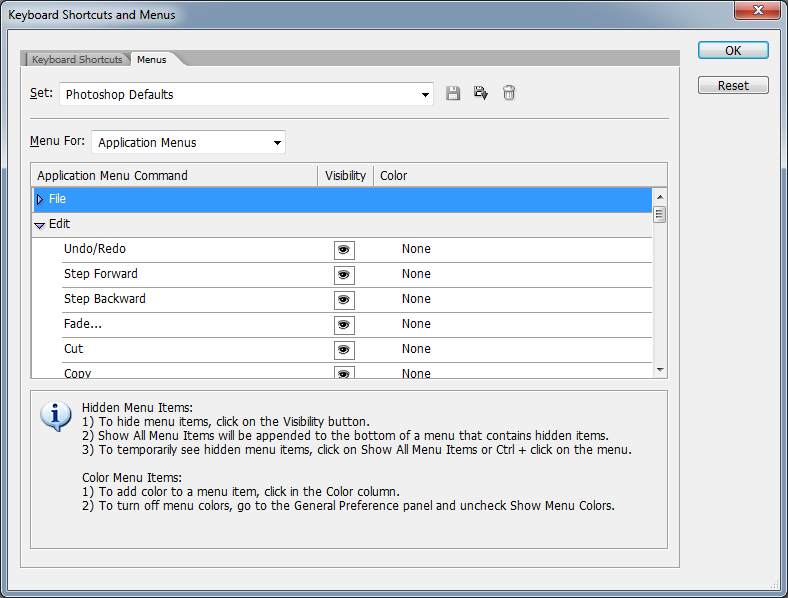 Keyboard Shortcuts and Menus
Keyboard Shortcuts Menus
OK
Set: Photoshop Defaults
Reset
Menu For: Application Menus
Application Menu Command Visibility Color
File
Edit
Undo/Redo None
Step Forward None
Step Backward None
Fade... None
Cut None
Copy None
Hidden Menu Items:
1) To hide menu items, click on the Visibility button.
2) Show All Menu Items will be appended to the bottom of a menu that contains hidden items.
3) To temporarily see hidden menu items, click on Show All Menu Items or Ctrl + click on the menu.
Color Menu Items:
1) To add color to a menu item, click in the Color column.
2) To turn off menu colors, go to the General Preference panel and uncheck Show Menu Colors.